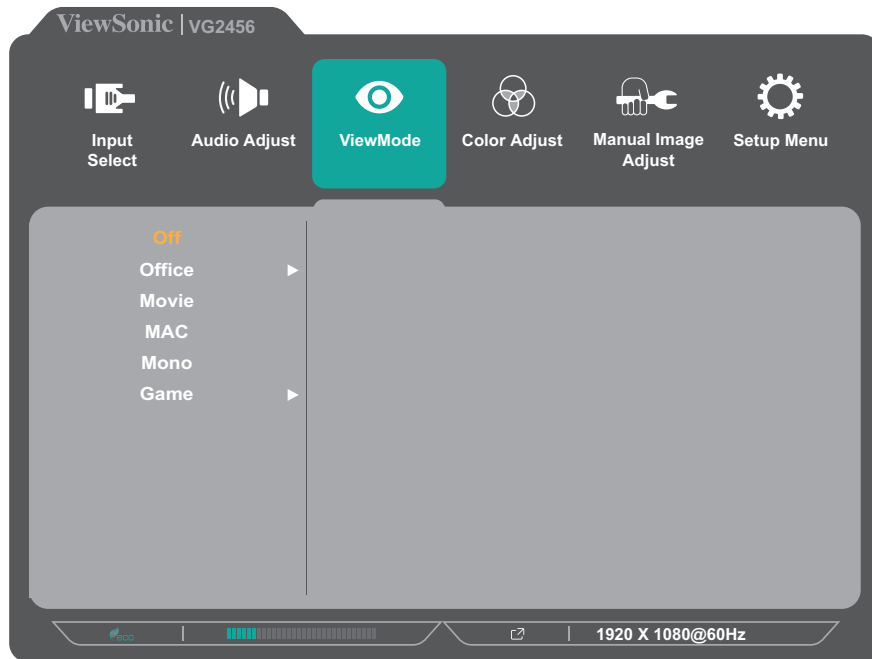 ViewSonic | VG2456
Input
Select
Audio Adjust
ViewMode
Color Adjust
Manual Image
Adjust
Setup Menu
Off
Office
Movie
MAC
Mono
Game
eco
1920 X 1080@60Hz